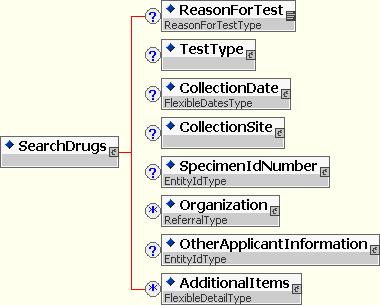 ReasonForTest
ReasonForTestType
TestType
CollectionDate
FlexibleDatesType
CollectionSite
SearchDrugs
SpecimenIdNumber
EntityIdType
Organization
ReferralType
OtherApplicantInformation
EntityIdType
AdditionalItems
FlexibleDetailType